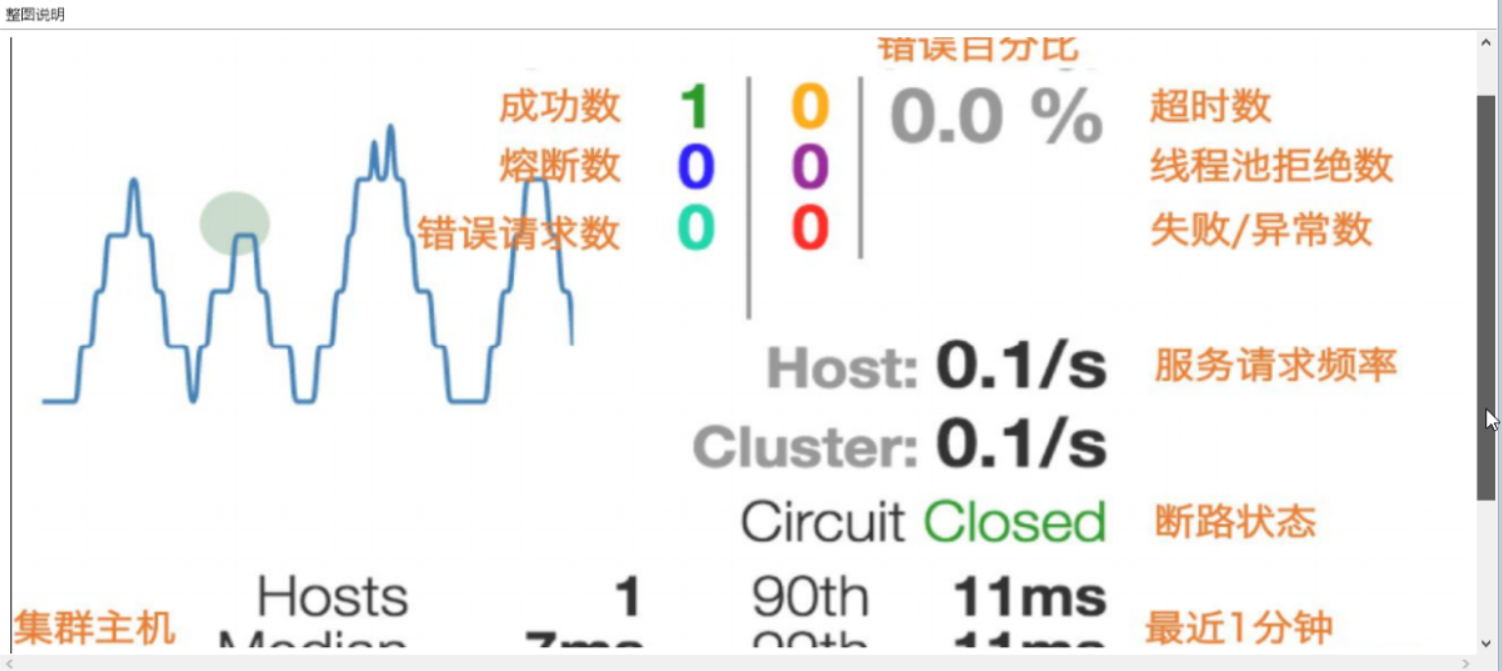 整图说明
错误百分比
成功数 1 0 0.0 % 超时数
熔断数 0 0 线程池拒绝数
错误请求数 0 0 失败/异常数
Host: 0.1/s 服务请求频率
Cluster: 0.1/s
Circuit Closed 断路状态
Hosts 1 90th 11ms
集群主机 最近1分钟
Median 7ms 99th 11ms